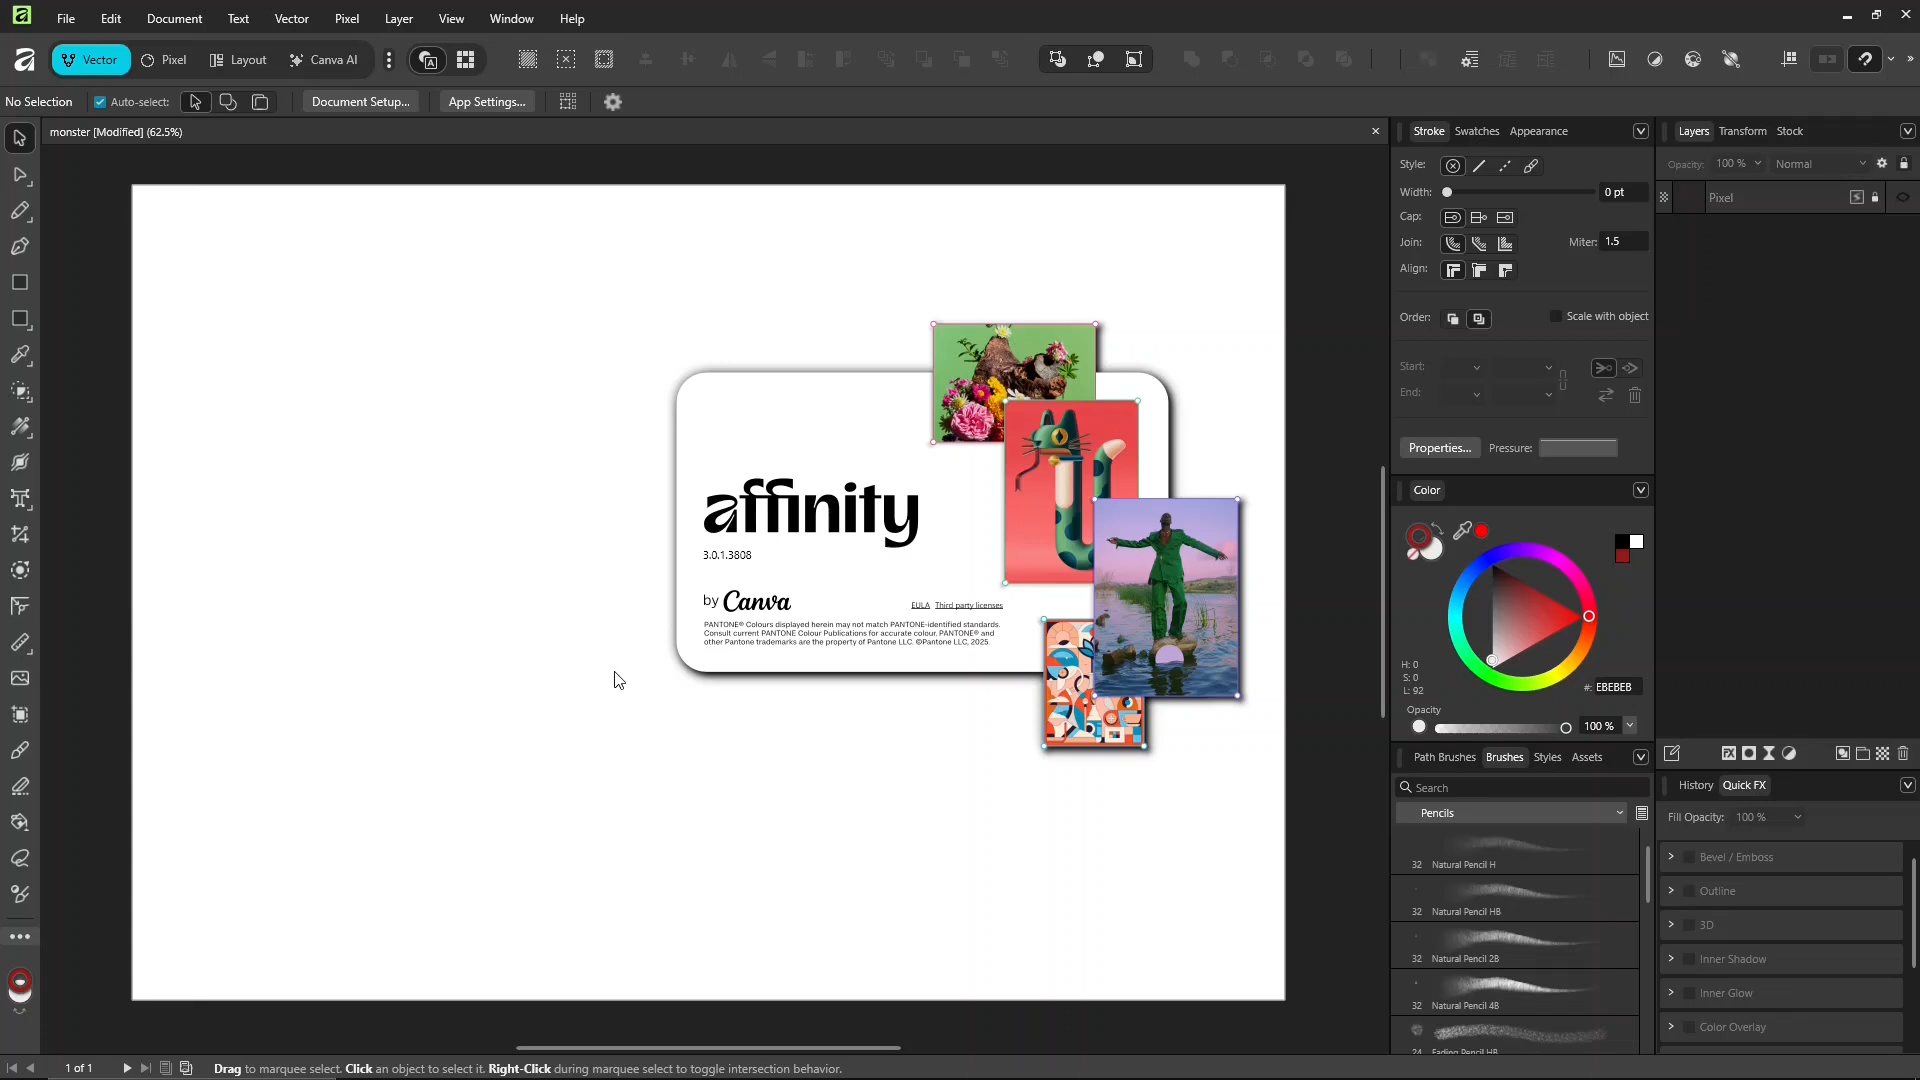 File Edit Document Text Vector Pixel Layer View Window Help
Vector Pixel Layout Canva AI
No Selection Auto-select: Document Setup... App Settings...
monster [Modified] (62.5%)
affinity
3.0.1.3808
by Canva
EULA Third party licenses
PANTONE® Colours displayed herein may not match PANTONE-identified standards.
Consult current PANTONE Colour Publications for accurate colour. PANTONE® and
other Pantone trademarks are the property of Pantone LLC. ©Pantone LLC, 2025.
Stroke Swatches Appearance
Style:
Width: 0 pt
Cap:
Join: Miter: 1.5
Align:
Order: Scale with object
Start:
End:
Properties... Pressure:
Color
H: 0
S: 0
L: 92
#: EBEBEB
Opacity
100 %
Path Brushes Brushes Styles Assets
Search
Pencils
32 Natural Pencil H
32 Natural Pencil HB
32 Natural Pencil 2B
32 Natural Pencil 4B
24 Fading Pencil HB
Layers Transform Stock
Opacity: 100 % Normal
Pixel
History Quick FX
Fill Opacity: 100 %
Bevel / Emboss
Outline
3D
Inner Shadow
Inner Glow
Color Overlay
1 of 1 Drag to marquee select. Click an object to select it. Right-Click during marquee select to toggle intersection behavior.